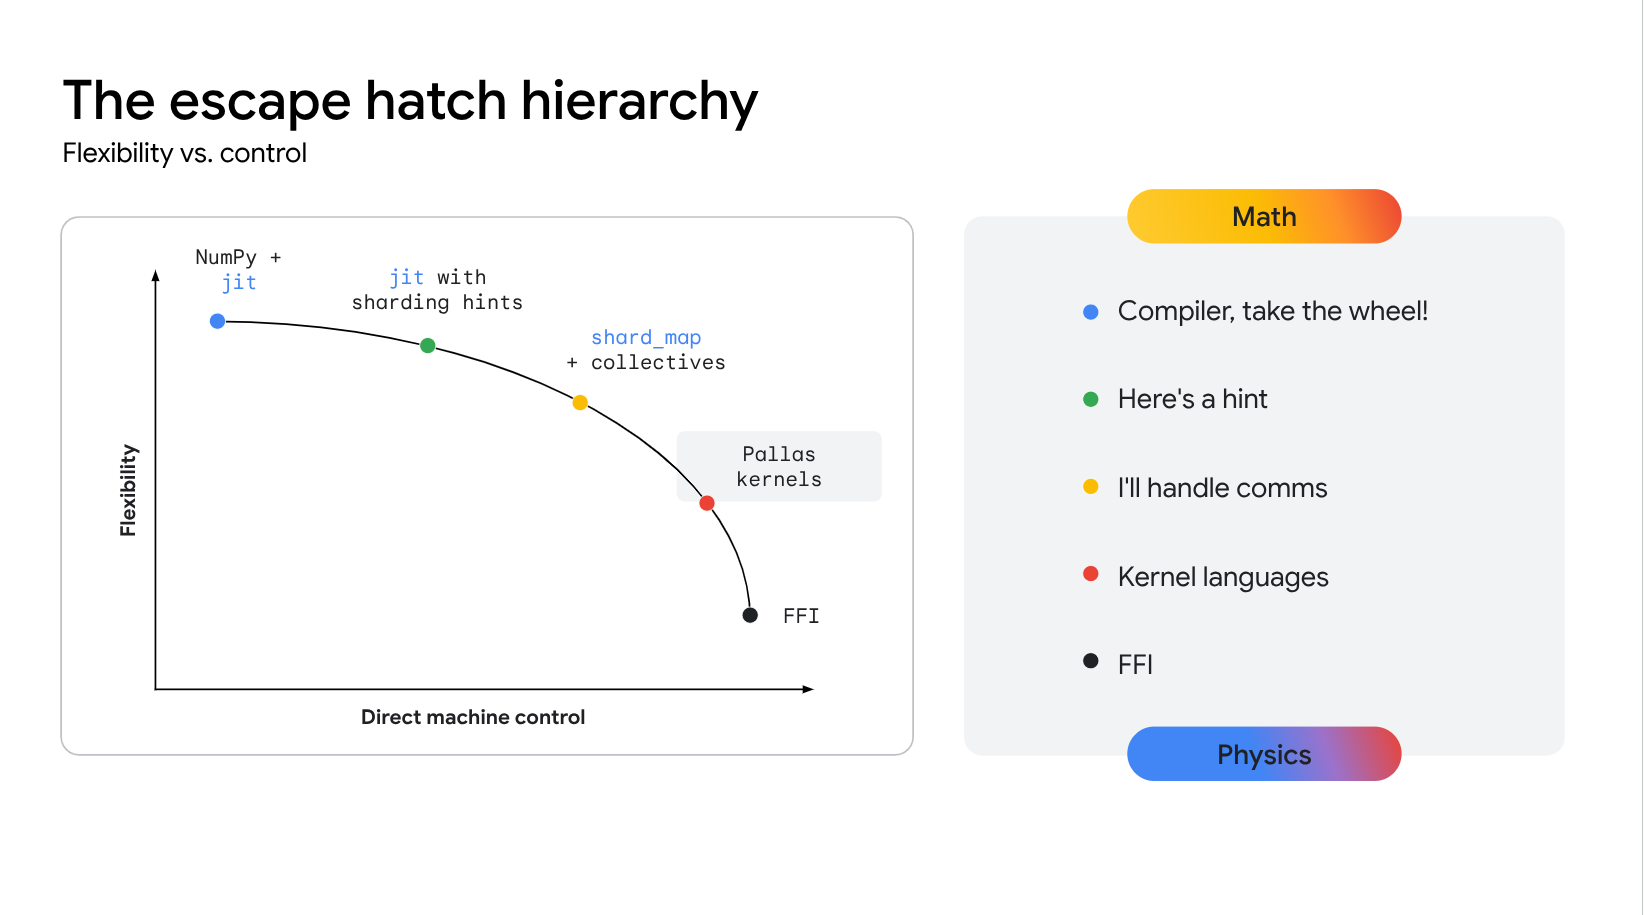 The escape hatch hierarchy
Flexibility vs. control
NumPy +
jit
jit with
sharding hints
shard_map
+ collectives
Pallas
kernels
FFI
Flexibility
Direct machine control
Math
Compiler, take the wheel!
Here's a hint
I'll handle comms
Kernel languages
FFI
Physics